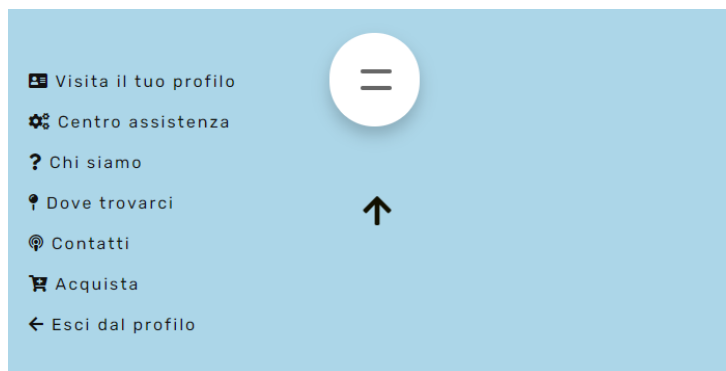 Visita il tuo profilo
Centro assistenza
Chi siamo
Dove trovarci
Contatti
Acquista
Esci dal profilo